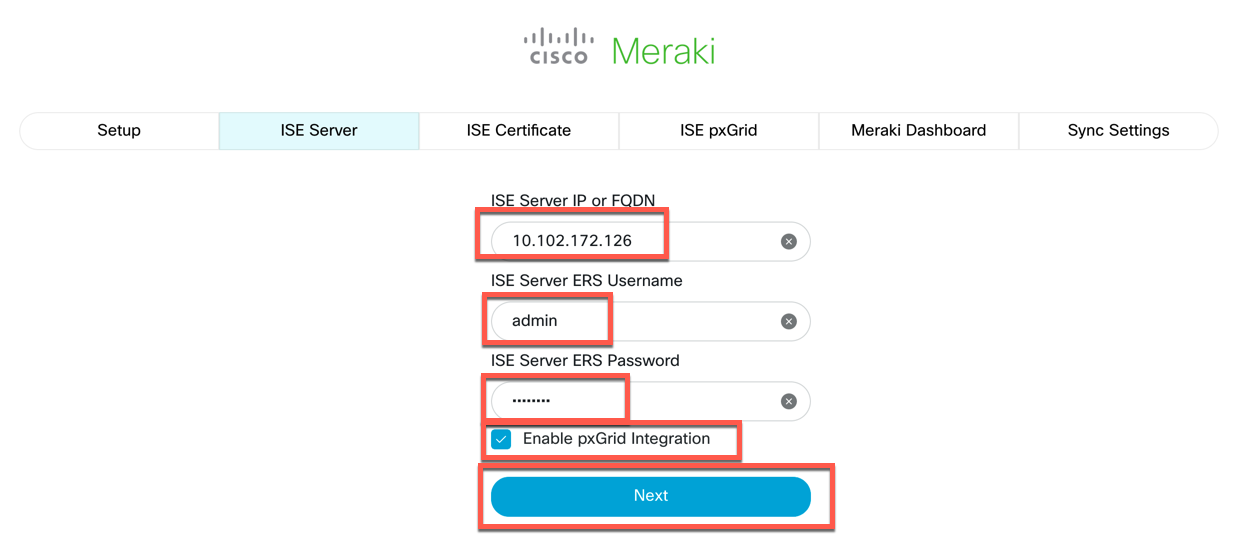 cisco Meraki
Setup ISE Server ISE Certificate ISE pxGrid Meraki Dashboard Sync Settings
ISE Server IP or FQDN
10.102.172.126
ISE Server ERS Username
admin
ISE Server ERS Password
••••••••
Enable pxGrid Integration
Next